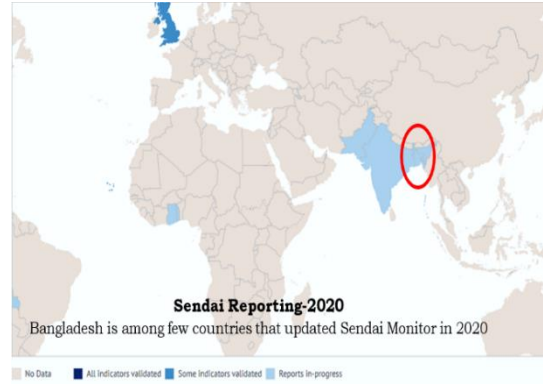 Sendai Reporting-2020
Bangladesh is among few countries that updated Sendai Monitor in 2020
No Data All indicators validated Some indicators validated Reports in-progress